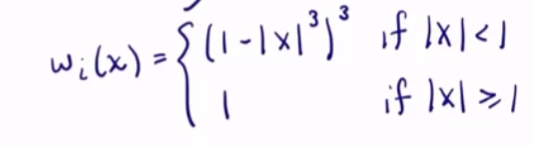 wᵢ(x) = { (1-|x|³)³ if |x|<1
1 if |x|≥1